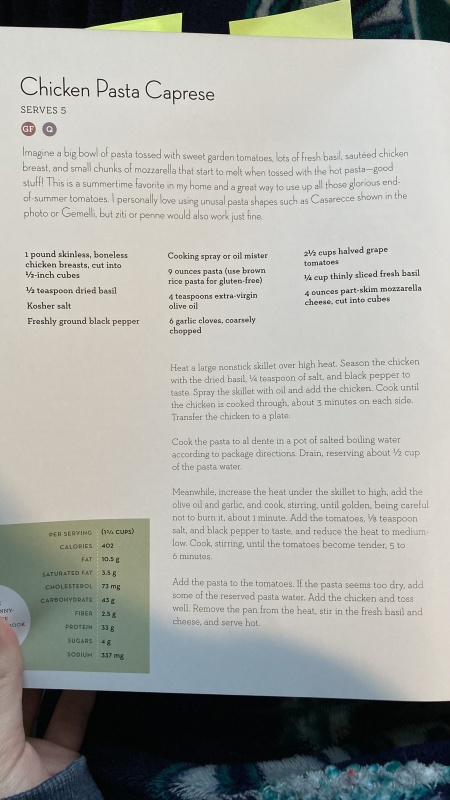 Chicken Pasta Caprese
SERVES 5
GF Q
Imagine a big bowl of pasta tossed with sweet garden tomatoes, lots of fresh basil, sautéed chicken
breast, and small chunks of mozzarella that start to melt when tossed with the hot pasta—good
stuff! This is a summertime favorite in my home and a great way to use up all those glorious end-
of-summer tomatoes. I personally love using unusal pasta shapes such as Casarecce shown in the
photo or Gemelli, but ziti or penne would also work just fine.
1 pound skinless, boneless
chicken breasts, cut into
½-inch cubes
½ teaspoon dried basil
Kosher salt
Freshly ground black pepper
Cooking spray or oil mister
9 ounces pasta (use brown
rice pasta for gluten-free)
4 teaspoons extra-virgin
olive oil
6 garlic cloves, coarsely
chopped
2½ cups halved grape
tomatoes
¼ cup thinly sliced fresh basil
4 ounces part-skim mozzarella
cheese, cut into cubes
Heat a large nonstick skillet over high heat. Season the chicken
with the dried basil, ¼ teaspoon of salt, and black pepper to
taste. Spray the skillet with oil and add the chicken. Cook until
the chicken is cooked through, about 3 minutes on each side.
Transfer the chicken to a plate.
Cook the pasta to al dente in a pot of salted boiling water
according to package directions. Drain, reserving about ½ cup
of the pasta water.
Meanwhile, increase the heat under the skillet to high, add the
olive oil and garlic, and cook, stirring, until golden, being careful
not to burn it, about 1 minute. Add the tomatoes, ⅛ teaspoon
salt, and black pepper to taste, and reduce the heat to medium-
low. Cook, stirring, until the tomatoes become tender, 5 to
6 minutes.
Add the pasta to the tomatoes. If the pasta seems too dry, add
some of the reserved pasta water. Add the chicken and toss
well. Remove the pan from the heat, stir in the fresh basil and
cheese, and serve hot.
PER SERVING (1¾ CUPS)
CALORIES 402
FAT 10.5 g
SATURATED FAT 3.5 g
CHOLESTEROL 73 mg
CARBOHYDRATE 43 g
FIBER 2.5 g
PROTEIN 33 g
SUGARS 4 g
SODIUM 337 mg